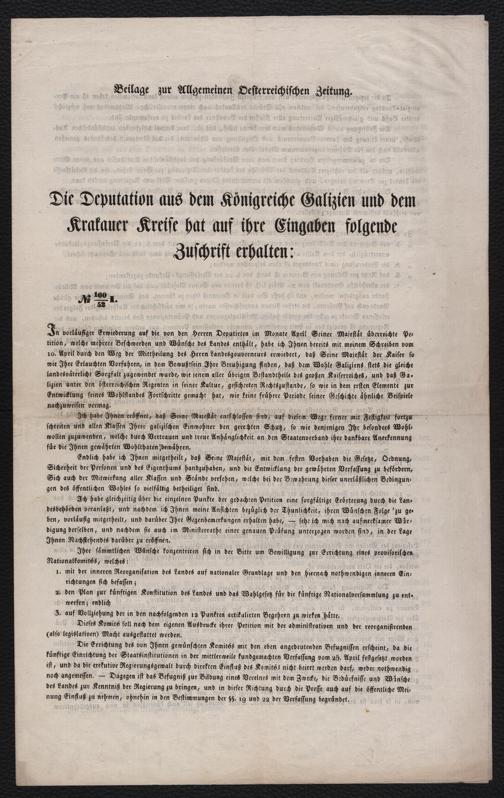 Beilage zur Allgemeinen Oesterreichischen Zeitung.
Die Deputation aus dem Königreiche Galizien und dem
Krakauer Kreise hat auf ihre Eingaben folgende
Zuschrift erhalten:
№ 160/53 1.
In vorläufiger Erwiederung auf die von den Herren Deputirten im Monate April Seiner Majestät überreichte Pe-
tition, welche mehrere Beschwerden und Wünsche des Landes enthält, habe ich Ihnen bereits mit meinem Schreiben vom
10. April durch den Weg der Mittheilung des Herrn Landesgouverneurs erwiedert, daß Seine Majestät der Kaiser so
wie Ihre Erlauchten Vorfahren, in dem Bewußtsein Ihre Beruhigung finden, daß dem Wohle Galiziens stets die gleiche
landesväterliche Sorgfalt zugewendet wurde, wie jenem aller übrigen Bestandtheile des großen Kaiserreiches, und daß Ga-
lizien unter den österreichischen Regenten in seiner Kultur, gesicherten Rechtszustande, so wie in dem ersten Elemente zur
Entwicklung seines Wohlstandes Fortschritte gemacht hat, wie keine frühere Periode seiner Geschichte ähnliche Beispiele
nachzuweisen vermag.
Ich habe Ihnen eröffnet, daß Seine Majestät entschlossen sind, auf diesem Wege ferner mit Festigkeit fortzu
schreiten und allen Klassen Ihrer galizischen Einwohner den gerechten Schutz, so wie denjenigen Ihr besonders Wohl-
wollen zuzuwenden, welche durch Vertrauen und treue Anhänglichkeit an den Staatenverband ihre dankbare Anerkennung
für die Ihnen gewährten Wohlthaten bewähren.
Endlich habe ich Ihnen mitgetheilt, daß Seine Majestät, mit dem festen Vorhaben die Gesetze, Ordnung,
Sicherheit der Personen und des Eigenthums handzuhaben, und die Entwicklung der gewährten Verfassung zu befördern,
Sich auch der Mitwirkung aller Klassen und Stände versehen, welche bei der Bewahrung dieser unerläßlichen Bedingun-
gen des öffentlichen Wohles so vielfältig betheiligt sind.
Ich habe gleichzeitig über die einzelnen Punkte der gedachten Petition eine sorgfältige Erörterung durch die Lan-
desbehörden veranlaßt, und nachdem ich Ihnen meine Ansichten bezüglich der Thunlichkeit, ihren Wünschen Folge zu ge-
ben, vorläufig mitgetheilt, und darüber Ihre Gegenbemerkungen erhalten habe, — sehe ich mich nach aufmerksamer Wür-
digung derselben, und nachdem sie auch im Ministerrathe einer genauen Prüfung unterzogen worden sind, in der Lage
Ihnen Nachstehendes darüber zu eröffnen.
Ihre sämmtlichen Wünsche konzentriren sich in der Bitte um Bewilligung zur Errichtung eines provisorischen
Nationalkomités, welches:
1. mit der inneren Reorganisation des Landes auf nationaler Grundlage und den hiernach nothwendigen inneren Ein-
richtungen sich befassen;
2. den Plan zur künftigen Konstitution des Landes und das Wahlgesetz für die künftige Nationalversammlung zu ent-
werfen; endlich
3. auf Vollziehung der in den nachfolgenden 12 Punkten artikulirten Begehren zu wirken hätte.
Dieses Komité soll nach dem eigenen Ausdrucke ihrer Petition mit der administrativen und der reorganisirenden
(also legislativen) Macht ausgestattet werden.
Die Errichtung des von Ihnen gewünschten Komités mit den eben angedeuteten Befugnissen erscheint, da die
künftige Einrichtung der Staatsinstitutionen in der mittlerweile kundgemachten Verfassung vom 25. April festgesetzt worden
ist, und da die exekutive Regierungsgewalt durch direkten Einfluß des Komités nicht beirrt werden darf, weder nothwendig
noch angemessen. — Dagegen ist das Befugniß zur Bildung eines Vereines mit dem Zwecke, die Bedürfnisse und Wünsche
des Landes zur Kenntniß der Regierung zu bringen, und in dieser Richtung durch die Presse auch auf die öffentliche Mei-
nung Einfluß zu nehmen, ohnehin in den Bestimmungen der §§. 19 und 22 der Verfassung begründet.